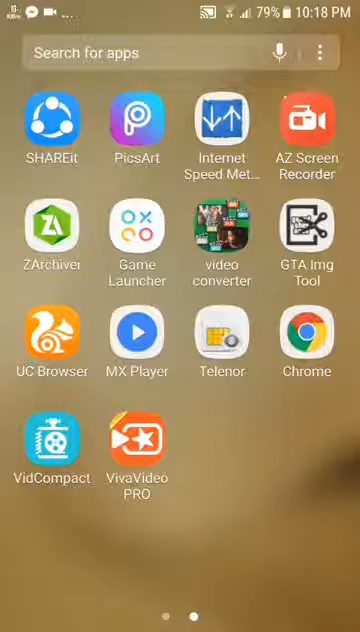 79% 10:18 PM
Search for apps
SHAREit
PicsArt
Internet
Speed Met...
AZ Screen
Recorder
ZArchiver
Game
Launcher
video
converter
GTA Img
Tool
UC Browser
MX Player
Telenor
Chrome
VidCompact
VivaVideo
PRO